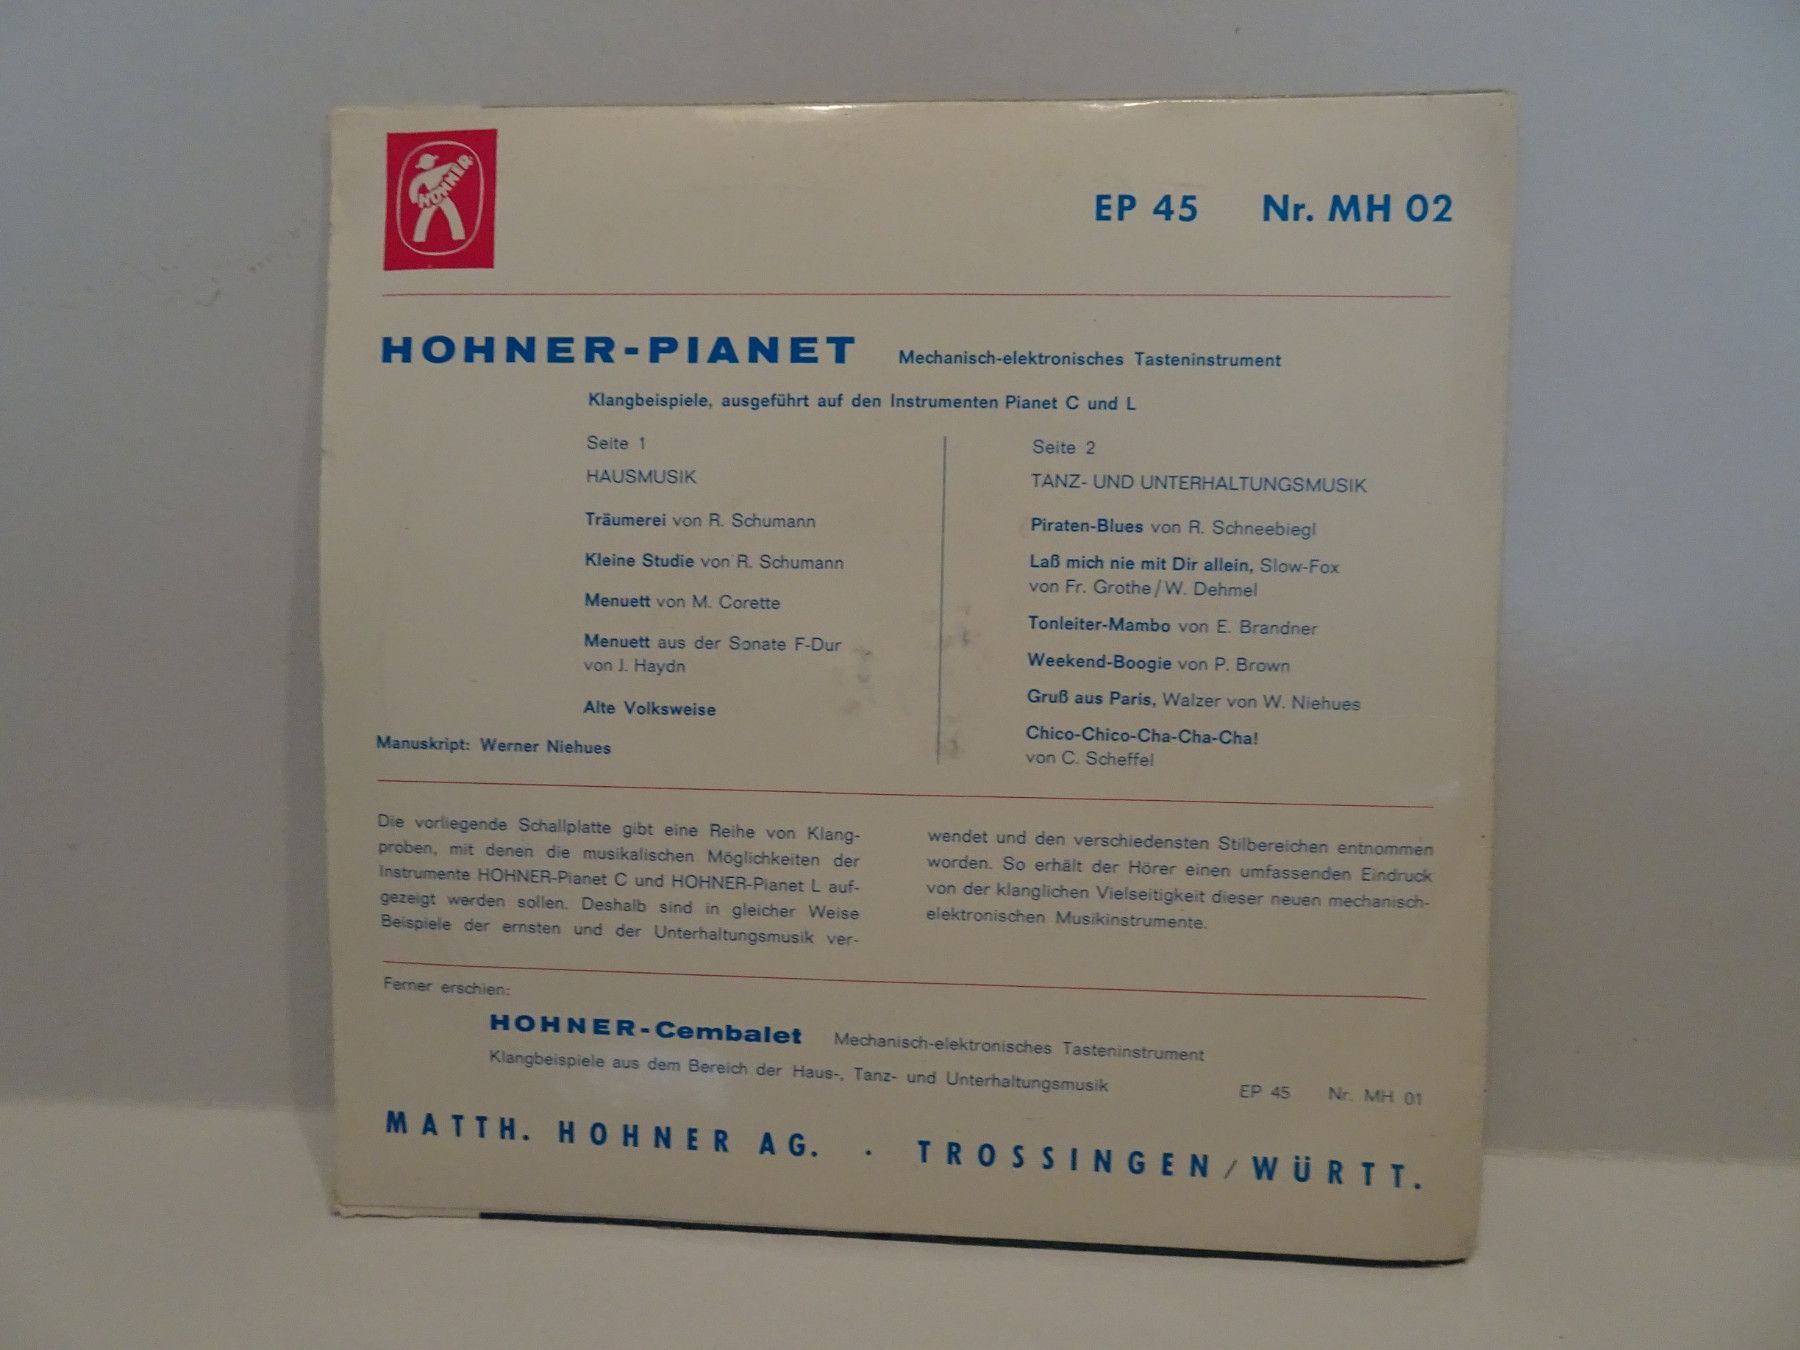 HOHNER
EP 45 Nr. MH 02
HOHNER-PIANET Mechanisch-elektronisches Tasteninstrument
Klangbeispiele, ausgeführt auf den Instrumenten Pianet C und L
Seite 1
HAUSMUSIK
Träumerei von R. Schumann
Kleine Studie von R. Schumann
Menuett von M. Corette
Menuett aus der Sonate F-Dur
von J. Haydn
Alte Volksweise
Manuskript: Werner Niehues
Seite 2
TANZ- UND UNTERHALTUNGSMUSIK
Piraten-Blues von R. Schneebiegl
Laß mich nie mit Dir allein, Slow-Fox
von Fr. Grothe/W. Dehmel
Tonleiter-Mambo von E. Brandner
Weekend-Boogie von P. Brown
Gruß aus Paris, Walzer von W. Niehues
Chico-Chico-Cha-Cha-Cha!
von C. Scheffel
Die vorliegende Schallplatte gibt eine Reihe von Klang-
proben, mit denen die musikalischen Möglichkeiten der
Instrumente HOHNER-Pianet C und HOHNER-Pianet L auf-
gezeigt werden sollen. Deshalb sind in gleicher Weise
Beispiele der ernsten und der Unterhaltungsmusik ver-
wendet und den verschiedensten Stilbereichen entnommen
worden. So erhält der Hörer einen umfassenden Eindruck
von der klanglichen Vielseitigkeit dieser neuen mechanisch-
elektronischen Musikinstrumente.
Ferner erschien:
HOHNER-Cembalet Mechanisch-elektronisches Tasteninstrument
Klangbeispiele aus dem Bereich der Haus-, Tanz- und Unterhaltungsmusik
EP 45 Nr. MH 01
MATTH. HOHNER AG. · TROSSINGEN/WÜRTT.